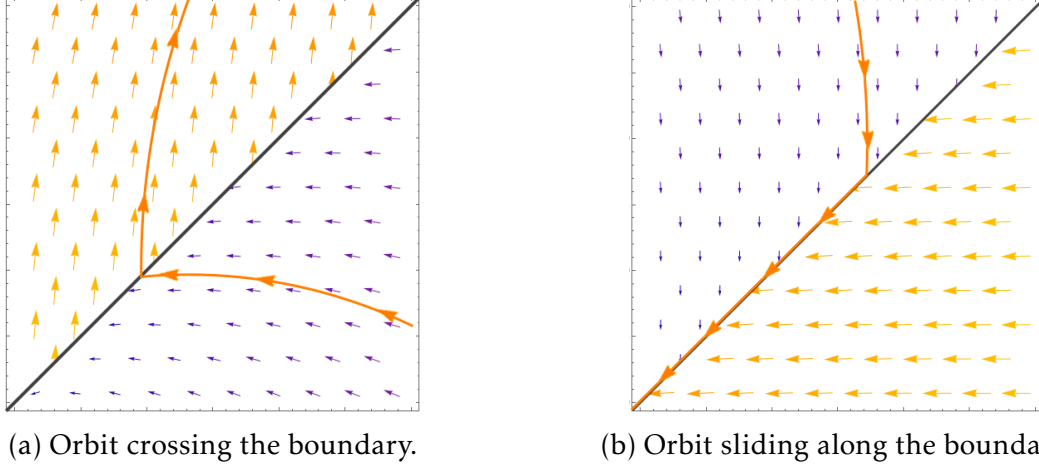 (a) Orbit crossing the boundary.
(b) Orbit sliding along the bounda